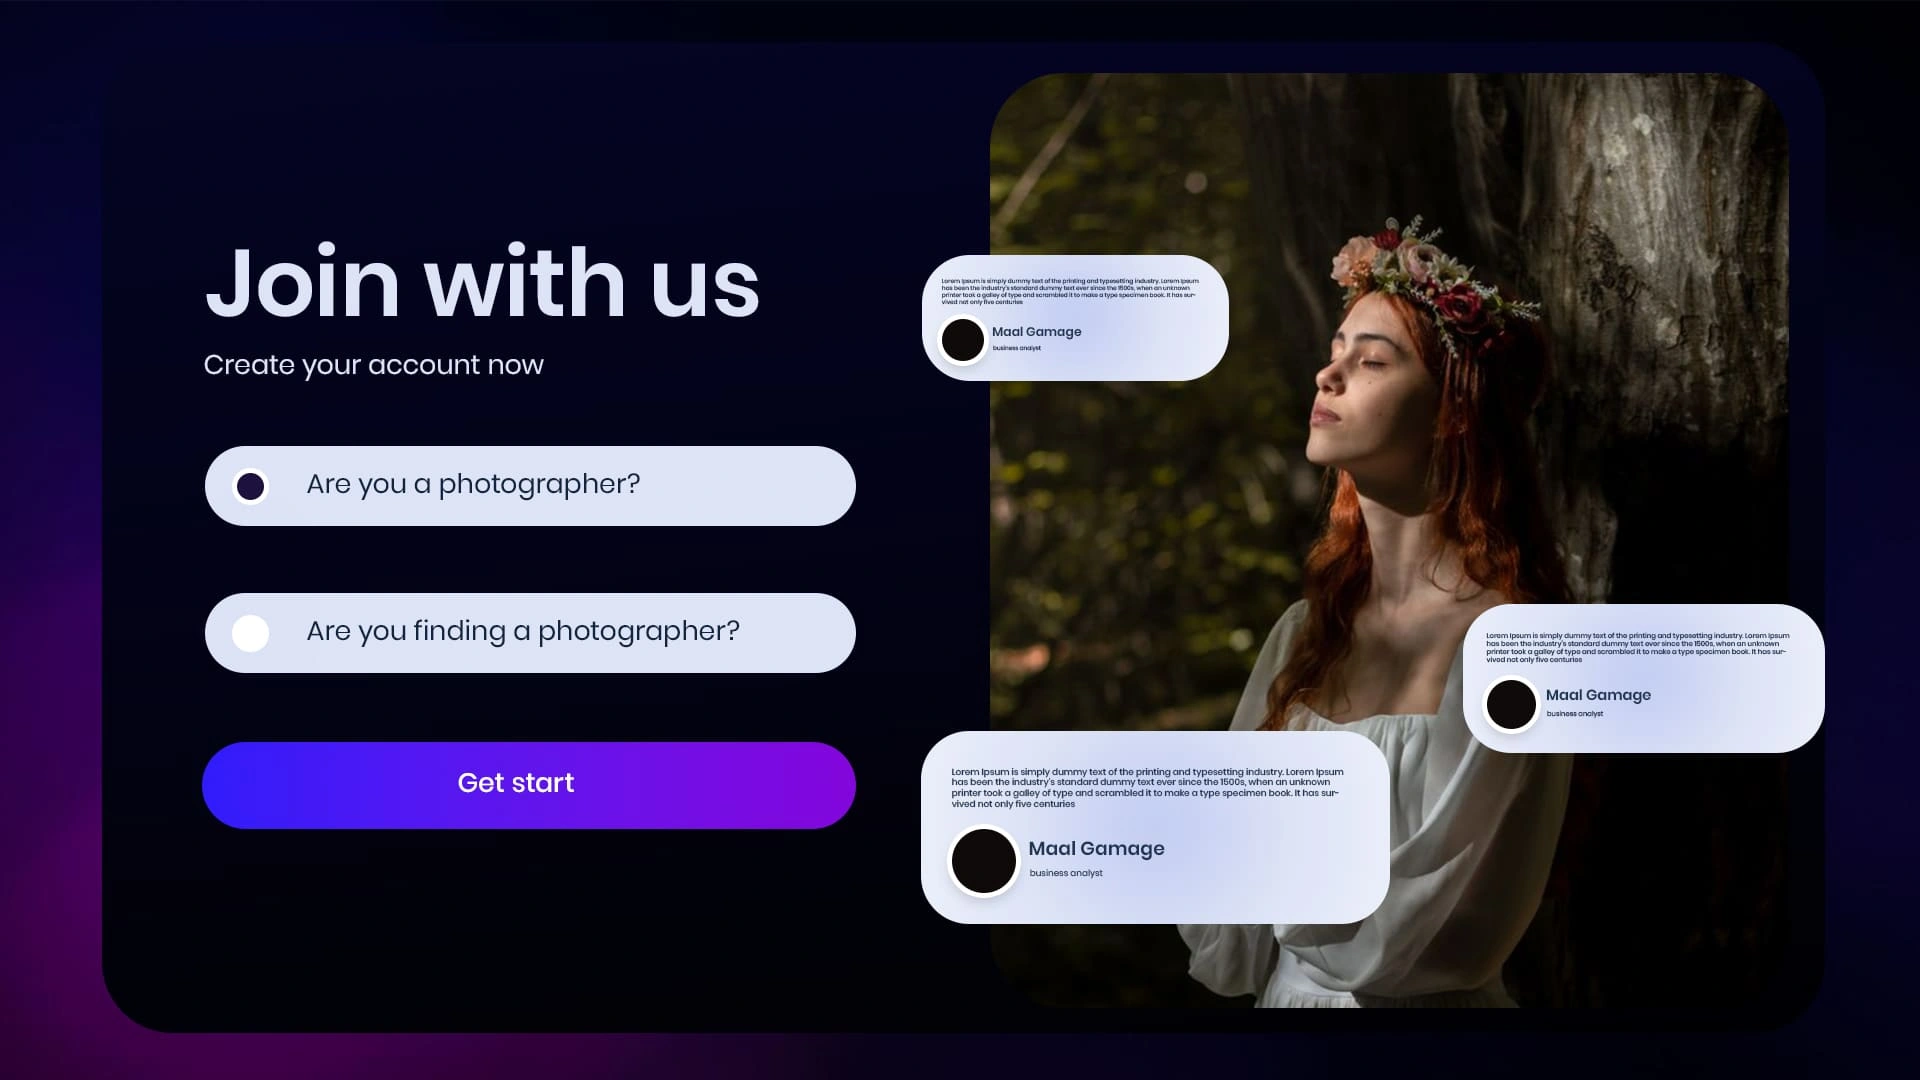 Join with us
Create your account now
Are you a photographer?
Are you finding a photographer?
Get start
Lorem Ipsum is simply dummy text of the printing and typesetting industry. Lorem Ipsum
has been the industry's standard dummy text ever since the 1500s, when an unknown
printer took a galley of type and scrambled it to make a type specimen book. It has sur-
vived not only five centuries
Maal Gamage
business analyst
Lorem Ipsum is simply dummy text of the printing and typesetting industry. Lorem Ipsum
has been the industry's standard dummy text ever since the 1500s, when an unknown
printer took a galley of type and scrambled it to make a type specimen book. It has sur-
vived not only five centuries
Maal Gamage
business analyst
Lorem Ipsum is simply dummy text of the printing and typesetting industry. Lorem Ipsum
has been the industry's standard dummy text ever since the 1500s, when an unknown
printer took a galley of type and scrambled it to make a type specimen book. It has sur-
vived not only five centuries
Maal Gamage
business analyst